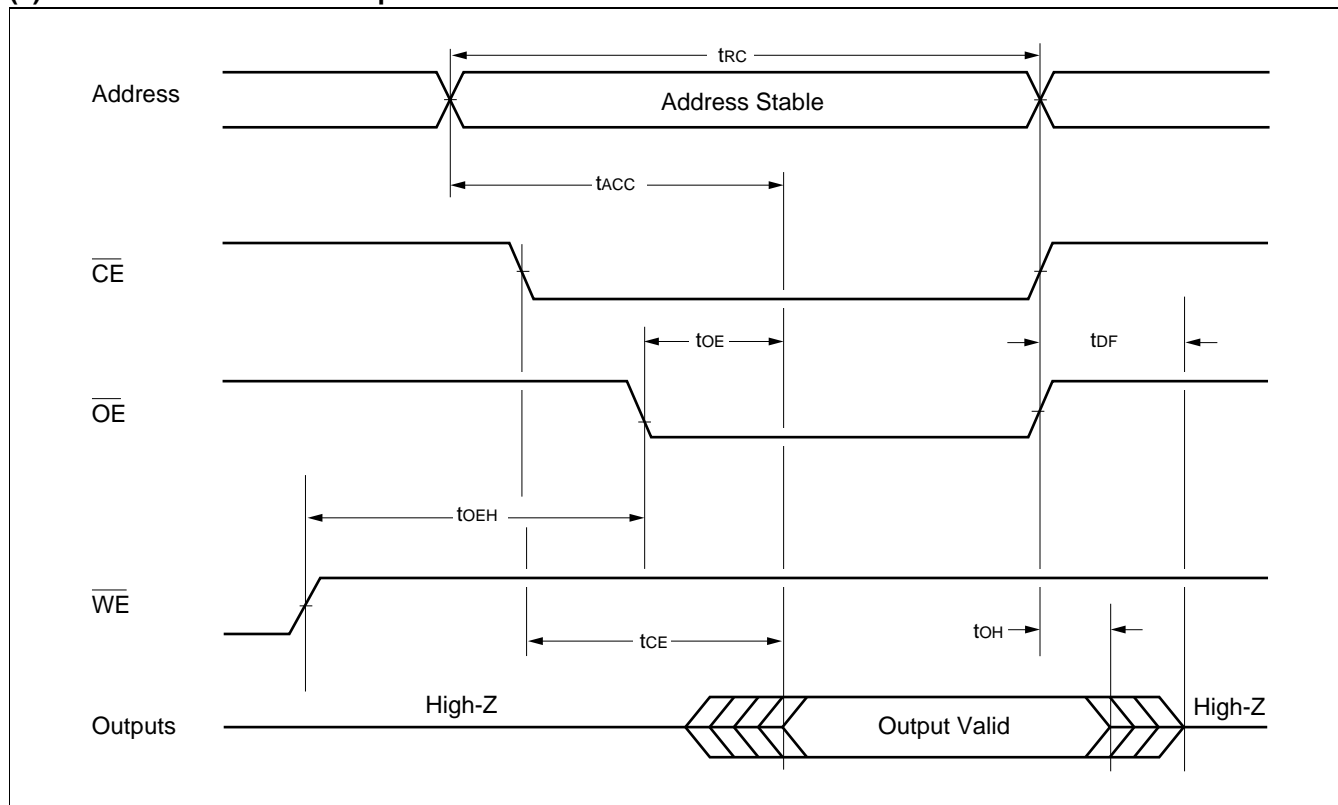 tRC
Address
Address Stable
tACC
CE
tOE
tDF
OE
tOEH
WE
tCE
tOH
High-Z
High-Z
Outputs
Output Valid